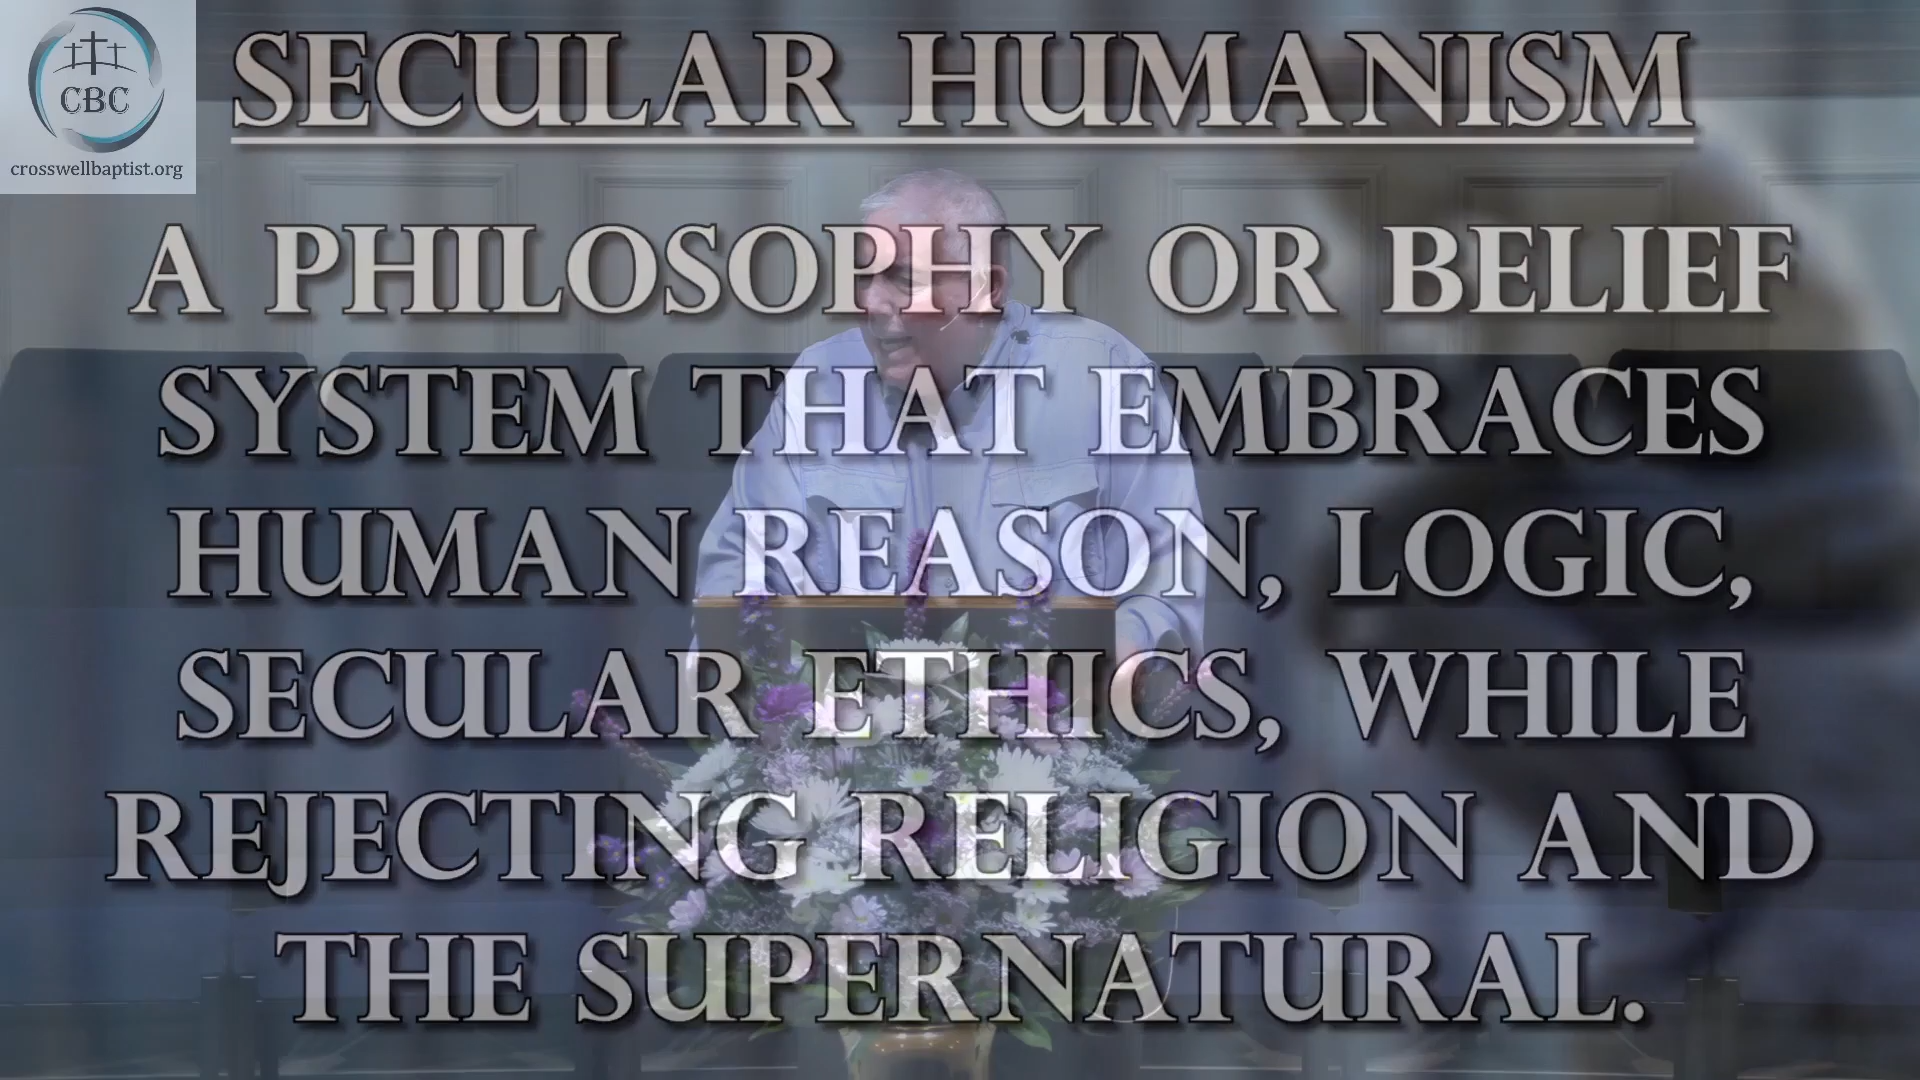 CBC
crosswellbaptist.org
SECULAR HUMANISM
A PHILOSOPHY OR BELIEF
SYSTEM THAT EMBRACES
HUMAN REASON, LOGIC,
SECULAR ETHICS, WHILE
REJECTING RELIGION AND
THE SUPERNATURAL.